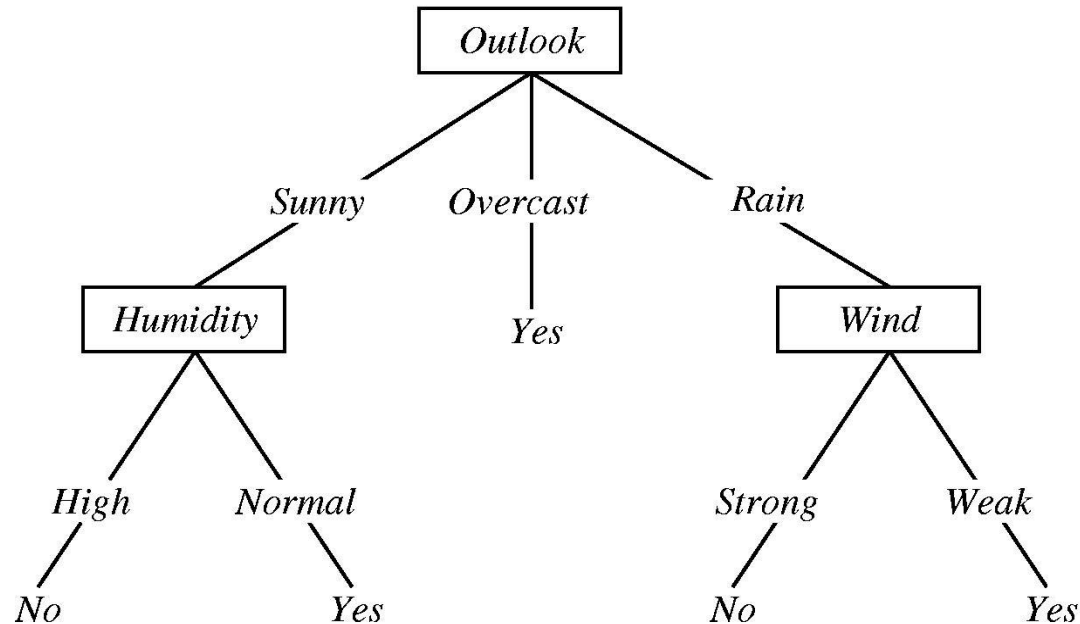 Outlook
Sunny Overcast Rain
Humidity Yes Wind
High Normal Strong Weak
No Yes No Yes